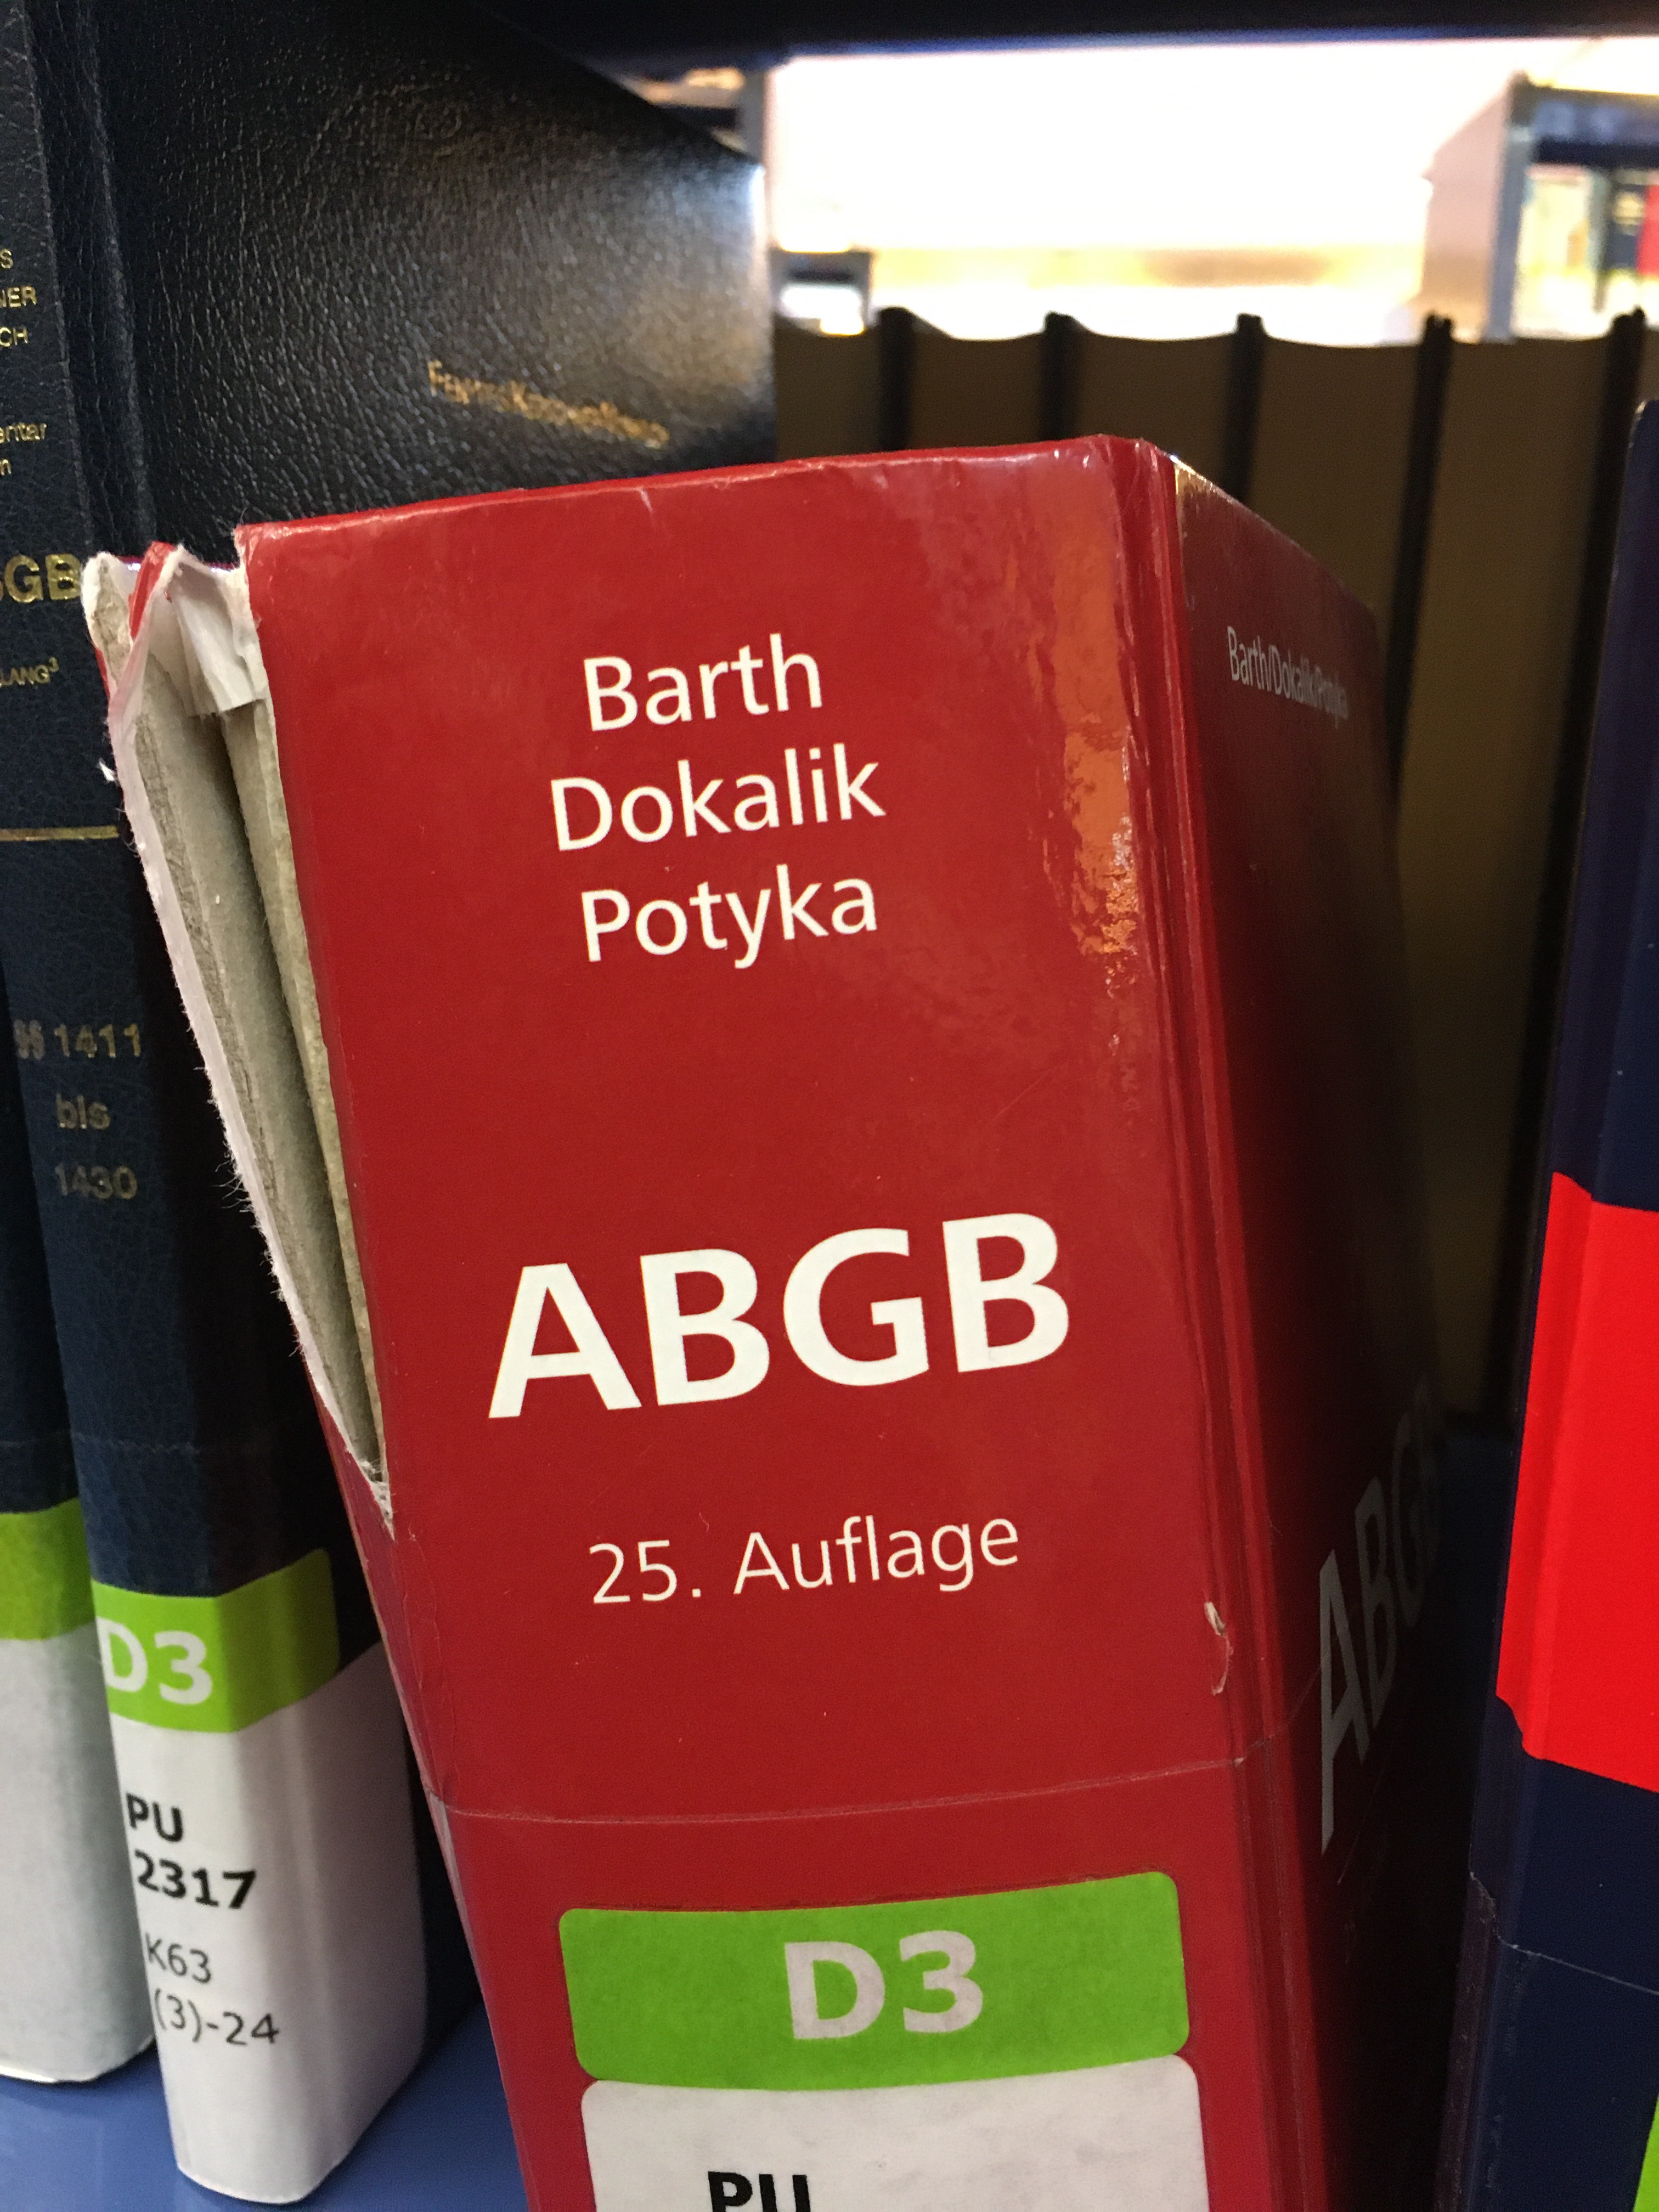 Barth
Dokalik
Potyka
ABGB
25. Auflage
D3
PU
Barth/Dokalik/Potyka
ABGB
§§ 1411
bis
1430
D3
PU
2317
K63
(3)-24